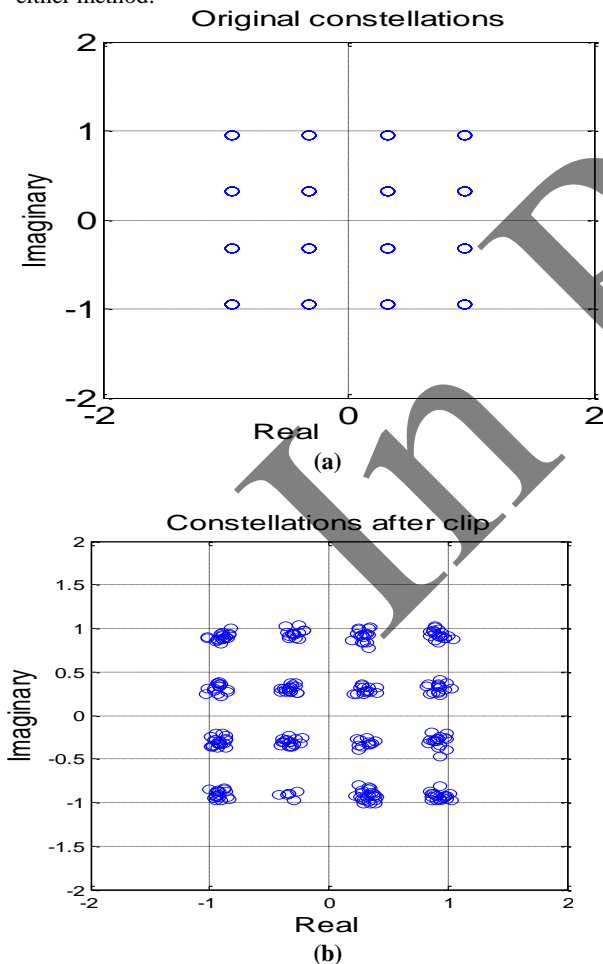 either method.
Original constellations
2
1
0
-1
-2
Imaginary
-2 0 2
Real
(a)
In P
Constellations after clip
2
1.5
1
0.5
0
-0.5
-1
-1.5
-2
Imaginary
-2 -1 0 1 2
Real
(b)